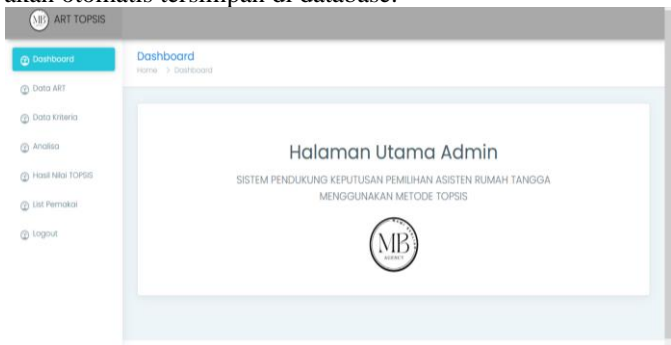 akan otomatis tersimpan di database.
MB ART TOPSIS
Dashboard
Data ART
Data Kriteria
Analisa
Hasil Nilai TOPSIS
List Pemakai
Logout
Dashboard
Home > Dashboard
Halaman Utama Admin
SISTEM PENDUKUNG KEPUTUSAN PEMILIHAN ASISTEN RUMAH TANGGA
MENGGUNAKAN METODE TOPSIS
MB
AGENCY